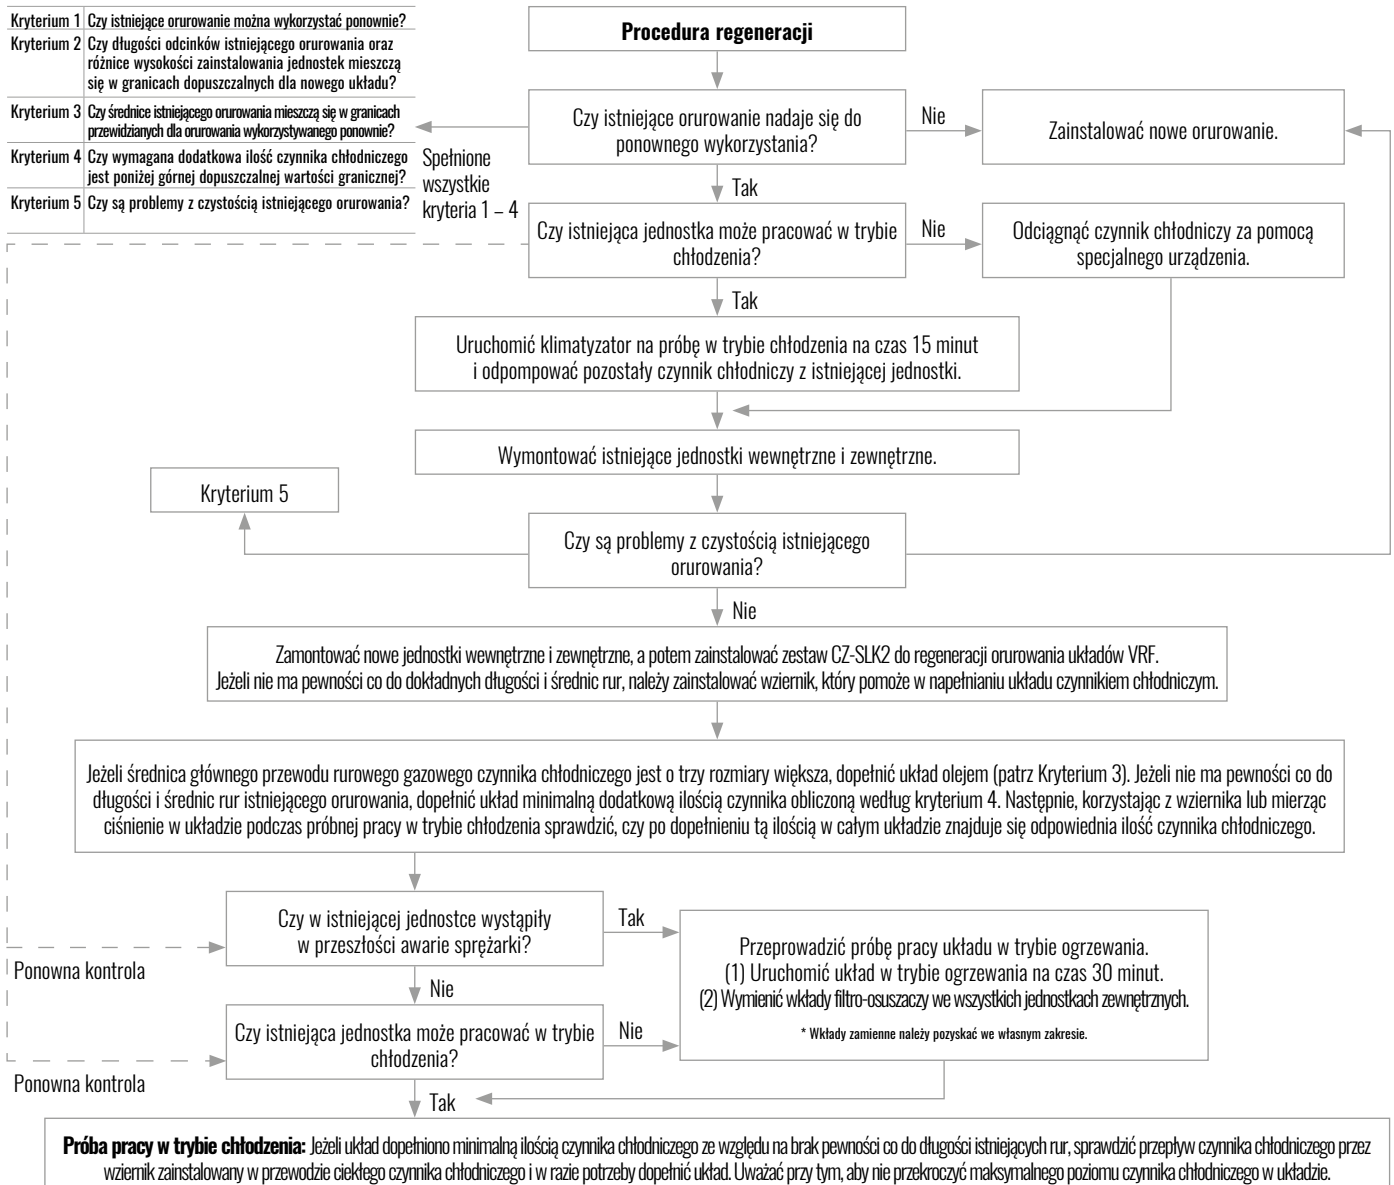 Kryterium 1 Czy istniejące orurowanie można wykorzystać ponownie?
Kryterium 2 Czy długości odcinków istniejącego orurowania oraz
różnice wysokości zainstalowania jednostek mieszczą
się w granicach dopuszczalnych dla nowego układu?
Kryterium 3 Czy średnice istniejącego orurowania mieszczą się w granicach
przewidzianych dla orurowania wykorzystywanego ponownie?
Kryterium 4 Czy wymagana dodatkowa ilość czynnika chłodniczego
jest poniżej górnej dopuszczalnej wartości granicznej?
Kryterium 5 Czy są problemy z czystością istniejącego orurowania?
Procedura regeneracji
Czy istniejące orurowanie nadaje się do
ponownego wykorzystania?
Nie
Zainstalować nowe orurowanie.
Spełnione
wszystkie
kryteria 1 – 4
Tak
Czy istniejąca jednostka może pracować w trybie
chłodzenia?
Nie
Odciągnąć czynnik chłodniczy za pomocą
specjalnego urządzenia.
Tak
Uruchomić klimatyzator na próbę w trybie chłodzenia na czas 15 minut
i odpompować pozostały czynnik chłodniczy z istniejącej jednostki.
Wymontować istniejące jednostki wewnętrzne i zewnętrzne.
Kryterium 5
Czy są problemy z czystością istniejącego
orurowania?
Nie
Zamontować nowe jednostki wewnętrzne i zewnętrzne, a potem zainstalować zestaw CZ-SLK2 do regeneracji orurowania układów VRF.
Jeżeli nie ma pewności co do dokładnych długości i średnic rur, należy zainstalować wziernik, który pomoże w napełnianiu układu czynnikiem chłodniczym.
Jeżeli średnica głównego przewodu rurowego gazowego czynnika chłodniczego jest o trzy rozmiary większa, dopełnić układ olejem (patrz Kryterium 3). Jeżeli nie ma pewności co do
długości i średnic rur istniejącego orurowania, dopełnić układ minimalną dodatkową ilością czynnika obliczoną według kryterium 4. Następnie, korzystając z wziernika lub mierząc
ciśnienie w układzie podczas próbnej pracy w trybie chłodzenia sprawdzić, czy po dopełnieniu tą ilością w całym układzie znajduje się odpowiednia ilość czynnika chłodniczego.
Czy w istniejącej jednostce wystąpiły
w przeszłości awarie sprężarki?
Tak
Przeprowadzić próbę pracy układu w trybie ogrzewania.
(1) Uruchomić układ w trybie ogrzewania na czas 30 minut.
(2) Wymienić wkłady filtro-osuszaczy we wszystkich jednostkach zewnętrznych.
* Wkłady zamienne należy pozyskać we własnym zakresie.
Ponowna kontrola
Nie
Czy istniejąca jednostka może pracować w trybie
chłodzenia?
Nie
Ponowna kontrola
Tak
Próba pracy w trybie chłodzenia: Jeżeli układ dopełniono minimalną ilością czynnika chłodniczego ze względu na brak pewności co do długości istniejących rur, sprawdzić przepływ czynnika chłodniczego przez
wziernik zainstalowany w przewodzie ciekłego czynnika chłodniczego i w razie potrzeby dopełnić układ. Uważać przy tym, aby nie przekroczyć maksymalnego poziomu czynnika chłodniczego w układzie.